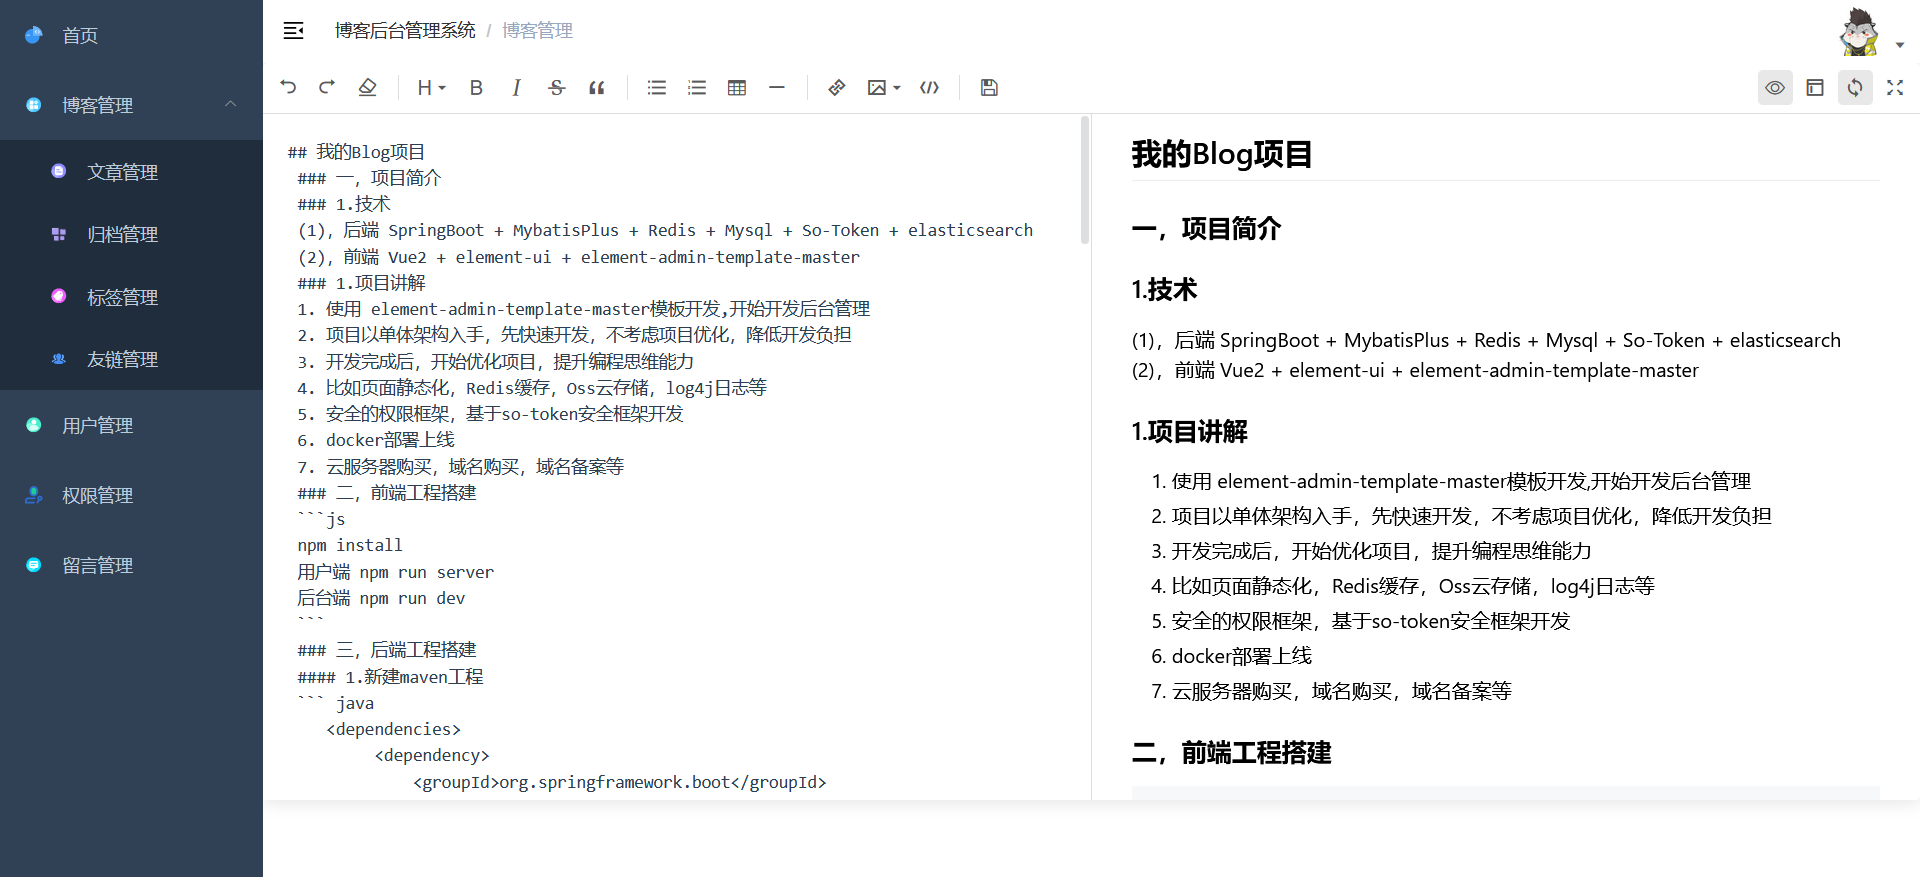 首页
博客管理
文章管理
归档管理
标签管理
友链管理
用户管理
权限管理
留言管理
博客后台管理系统 / 博客管理
H B I S
## 我的Blog项目
### 一，项目简介
### 1.技术
(1)，后端 SpringBoot + MybatisPlus + Redis + Mysql + So-Token + elasticsearch
(2)，前端 Vue2 + element-ui + element-admin-template-master
### 1.项目讲解
1. 使用 element-admin-template-master模板开发,开始开发后台管理
2. 项目以单体架构入手，先快速开发，不考虑项目优化，降低开发负担
3. 开发完成后，开始优化项目，提升编程思维能力
4. 比如页面静态化，Redis缓存，Oss云存储，log4j日志等
5. 安全的权限框架，基于so-token安全框架开发
6. docker部署上线
7. 云服务器购买，域名购买，域名备案等
### 二，前端工程搭建
```js
npm install
用户端 npm run server
后台端 npm run dev
```
### 三，后端工程搭建
#### 1.新建maven工程
``` java
<dependencies>
<dependency>
<groupId>org.springframework.boot</groupId>
我的Blog项目
一，项目简介
1.技术
(1)，后端 SpringBoot + MybatisPlus + Redis + Mysql + So-Token + elasticsearch
(2)，前端 Vue2 + element-ui + element-admin-template-master
1.项目讲解
1. 使用 element-admin-template-master模板开发,开始开发后台管理
2. 项目以单体架构入手，先快速开发，不考虑项目优化，降低开发负担
3. 开发完成后，开始优化项目，提升编程思维能力
4. 比如页面静态化，Redis缓存，Oss云存储，log4j日志等
5. 安全的权限框架，基于so-token安全框架开发
6. docker部署上线
7. 云服务器购买，域名购买，域名备案等
二，前端工程搭建